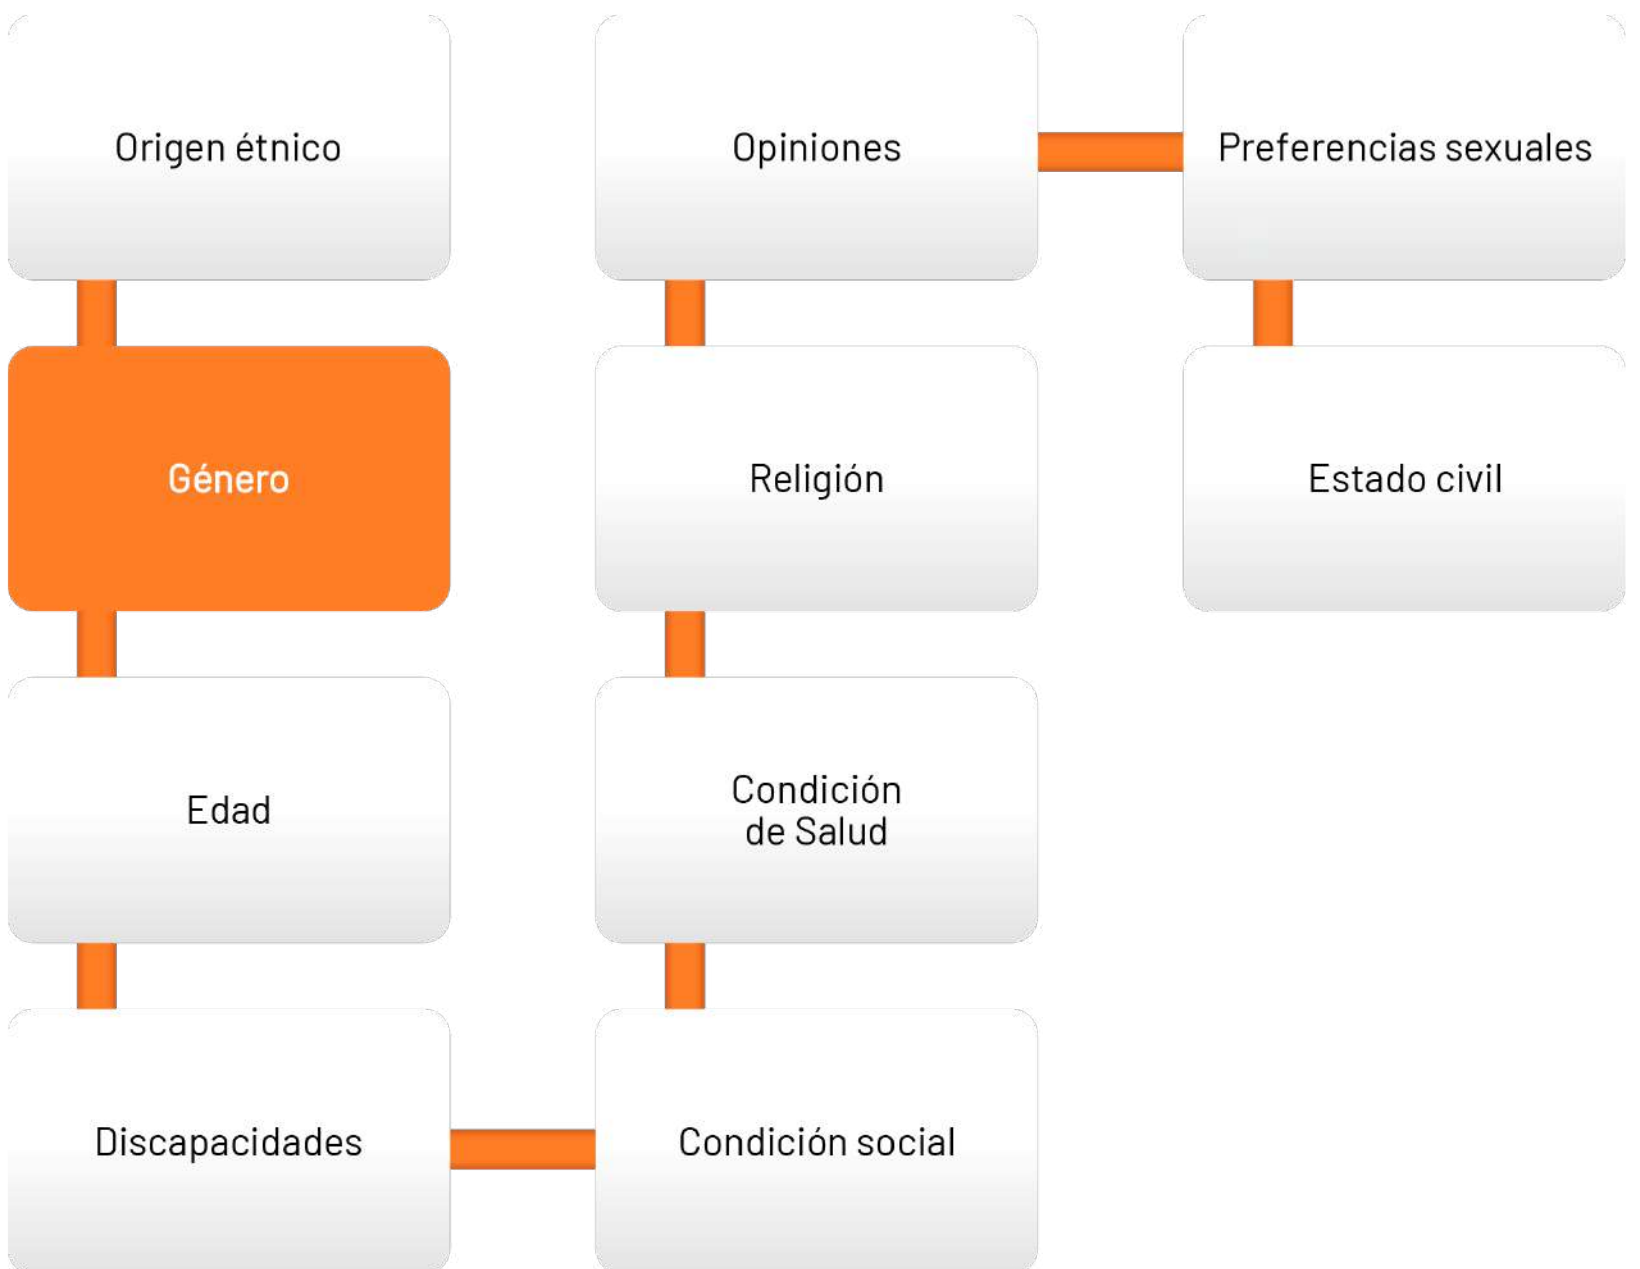 Origen étnico
Género
Edad
Discapacidades
Condición social
Condición
de Salud
Religión
Opiniones
Preferencias sexuales
Estado civil